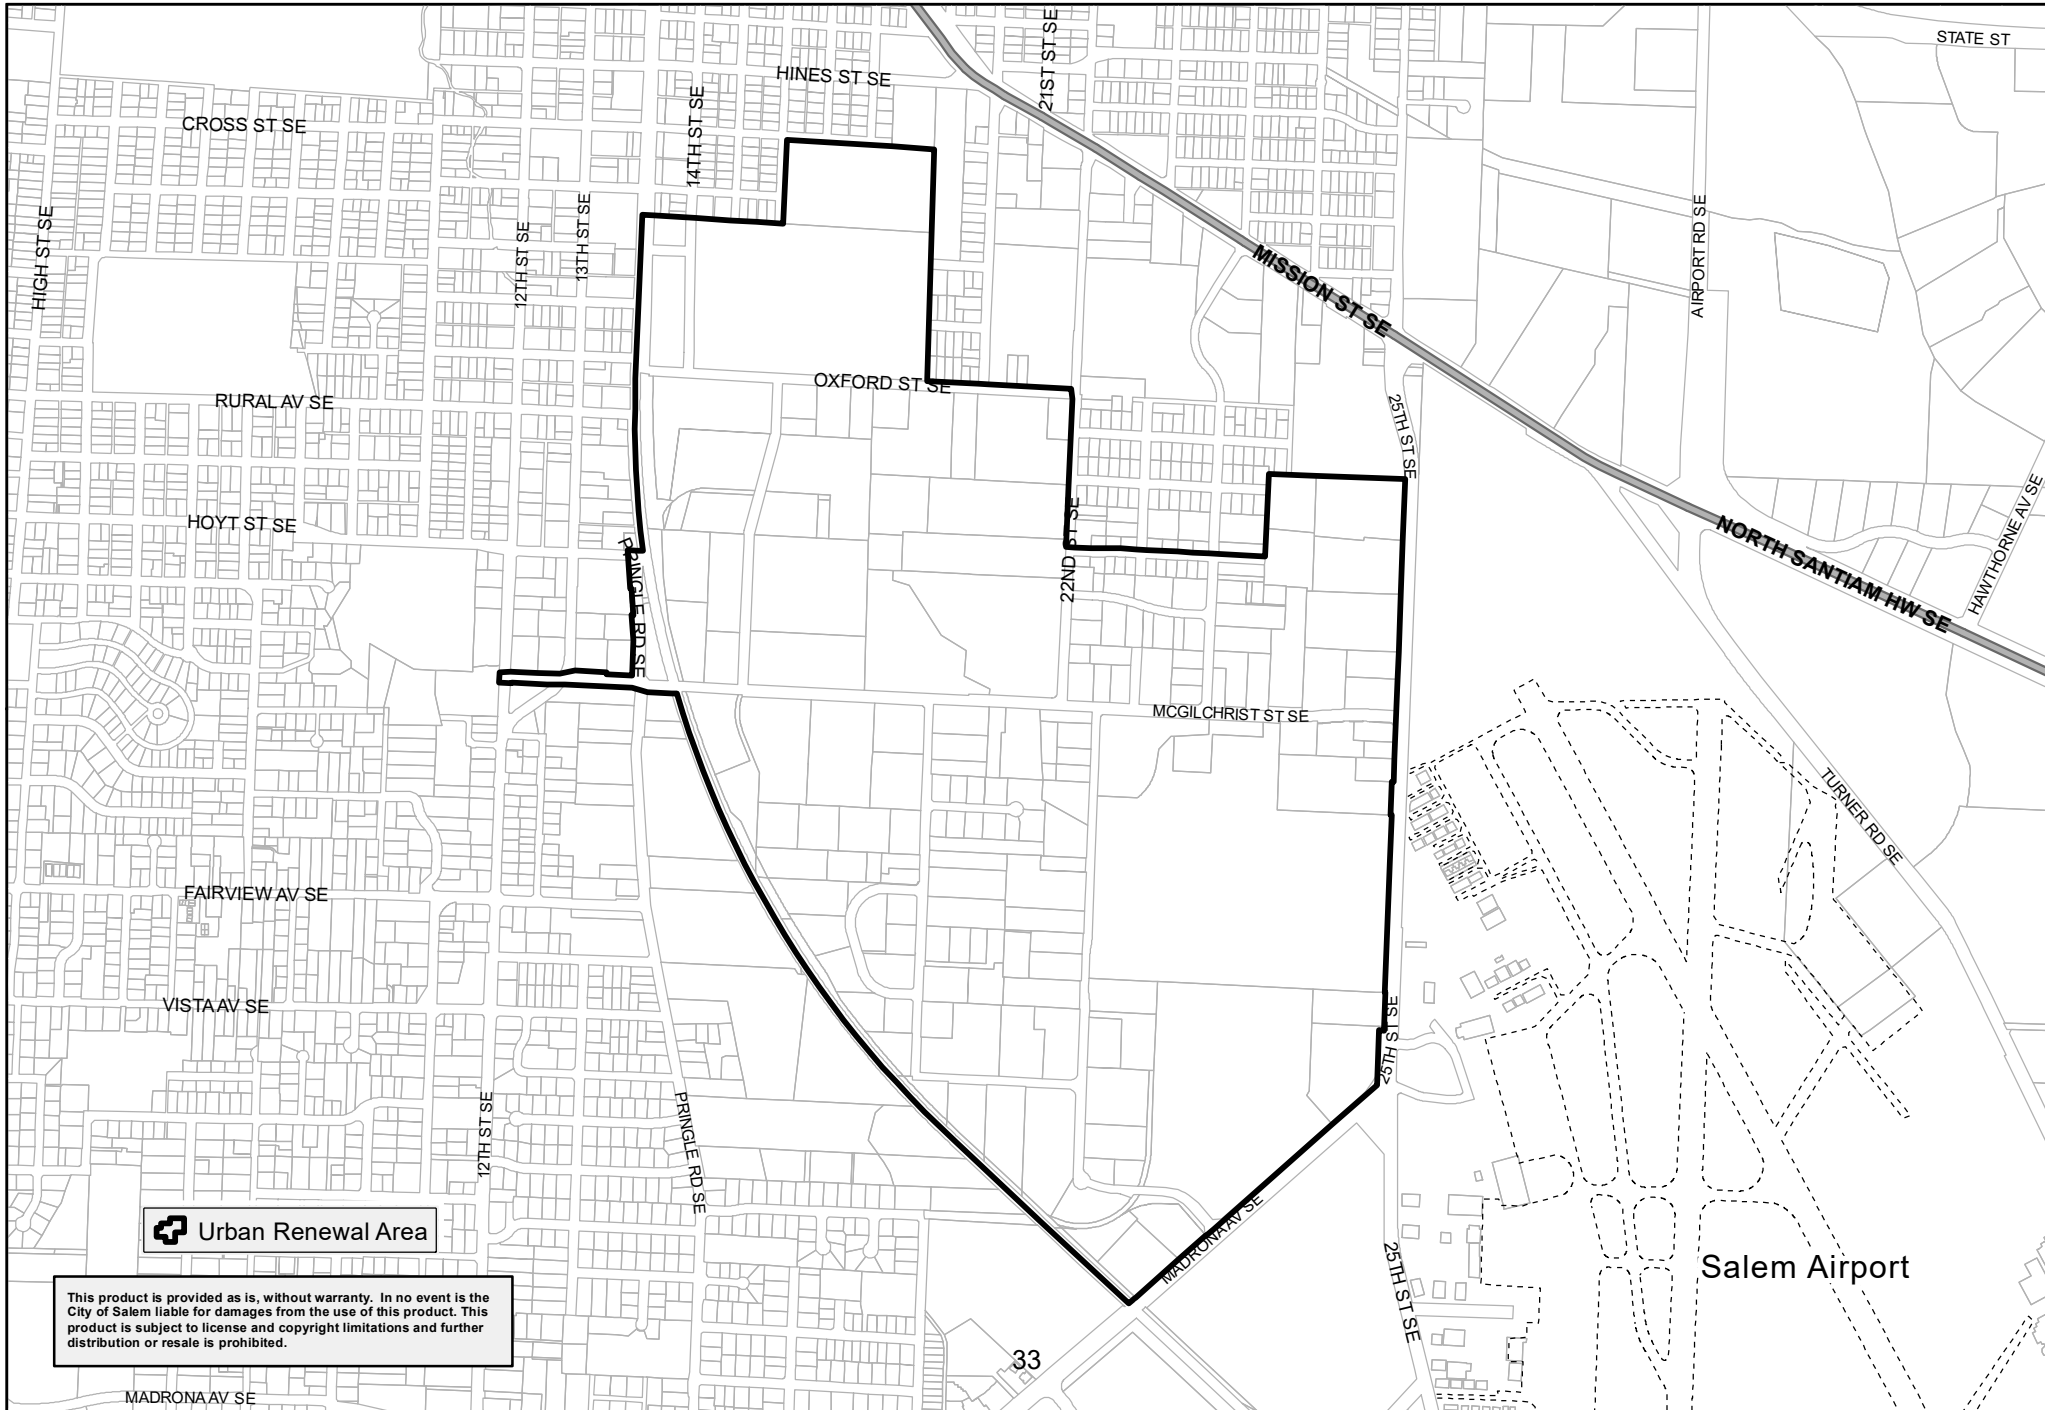 STATE ST
21ST ST SE
HINES ST SE
CROSS ST SE
14TH ST SE
HIGH ST SE
12TH ST SE
13TH ST SE
AIRPORT RD SE
MISSION ST SE
OXFORD ST SE
RURAL AV SE
25TH ST SE
HOYT ST SE
22ND ST SE
NORTH SANTIAM HW SE
HAWTHORNE AV SE
PRINGLE RD SE
MCGILCHRIST ST SE
TURNER RD SE
FAIRVIEW AV SE
VISTA AV SE
25TH ST SE
12TH ST SE
PRINGLE RD SE
MADRONA AV SE
Urban Renewal Area
25TH ST SE
Salem Airport
This product is provided as is, without warranty. In no event is the
City of Salem liable for damages from the use of this product. This
product is subject to license and copyright limitations and further
distribution or resale is prohibited.
33
MADRONA AV SE